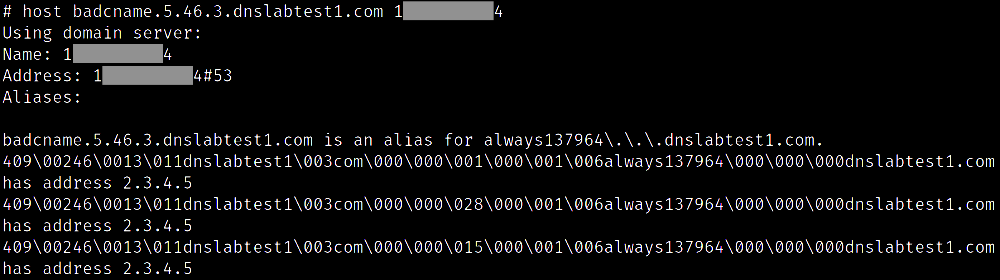 # host badcname.5.46.3.dnslabtest1.com 1 4
Using domain server:
Name: 1 4
Address: 1 4#53
Aliases:
badcname.5.46.3.dnslabtest1.com is an alias for always137964\.\.\.dnslabtest1.com.
409\00246\0013\011dnslabtest1\003com\000\000\001\000\001\006always137964\000\000\000dnslabtest1.com
has address 2.3.4.5
409\00246\0013\011dnslabtest1\003com\000\000\028\000\001\006always137964\000\000\000dnslabtest1.com
has address 2.3.4.5
409\00246\0013\011dnslabtest1\003com\000\000\015\000\001\006always137964\000\000\000dnslabtest1.com
has address 2.3.4.5